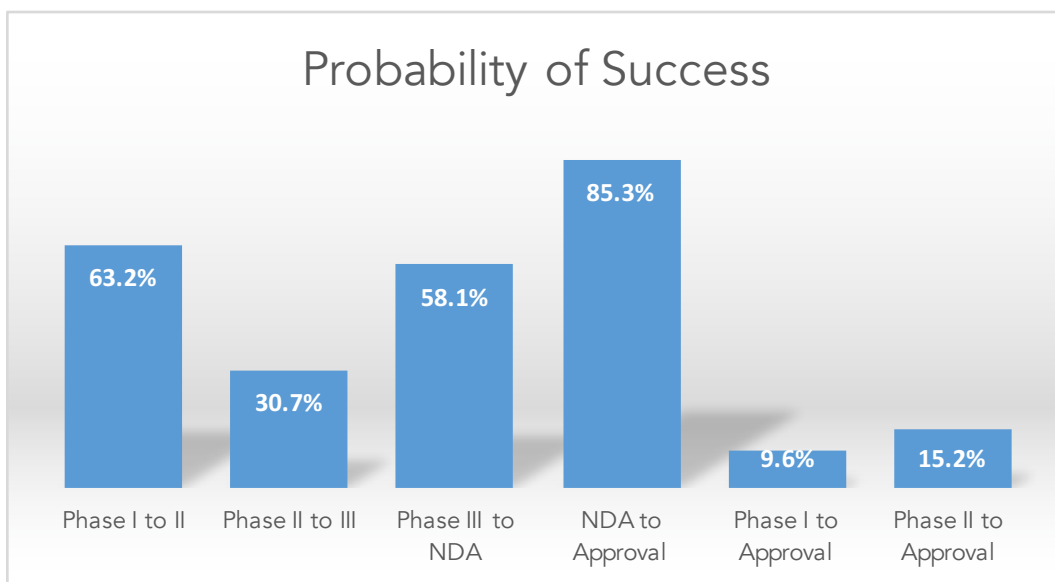 Probability of Success
63.2%
30.7%
58.1%
85.3%
9.6%
15.2%
Phase I to II
Phase II to III
Phase III to
NDA
NDA to
Approval
Phase I to
Approval
Phase II to
Approval